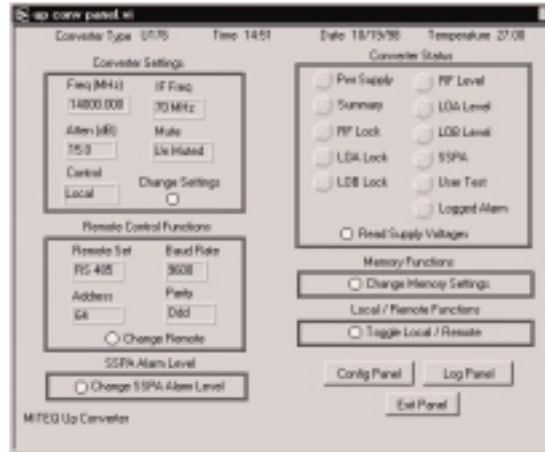 up conv panel.vi
Converter Type U176 Time 14:51 Date 10/19/98 Temperature 27.00
Converter Settings
Freq (MHz) IF Freq
14000.000 70 MHz
Atten (dB) Mute
15.0 Un Muted
Control
Local
Change Settings
Remote Control Functions
Remote Set Baud Rate
RS 485 9600
Address Parity
64 Odd
Change Remote
SSPA Alarm Level
Change SSPA Alarm Level
MITEQ Up Converter
Converter Status
Pwr Supply RF Level
Summary LOA Level
RF Lock LOB Level
LOA Lock SSPA
LOB Lock User Test
Logged Alarm
Read Supply Voltages
Memory Functions
Change Memory Settings
Local / Remote Functions
Toggle Local / Remote
Config Panel Log Panel
Exit Panel